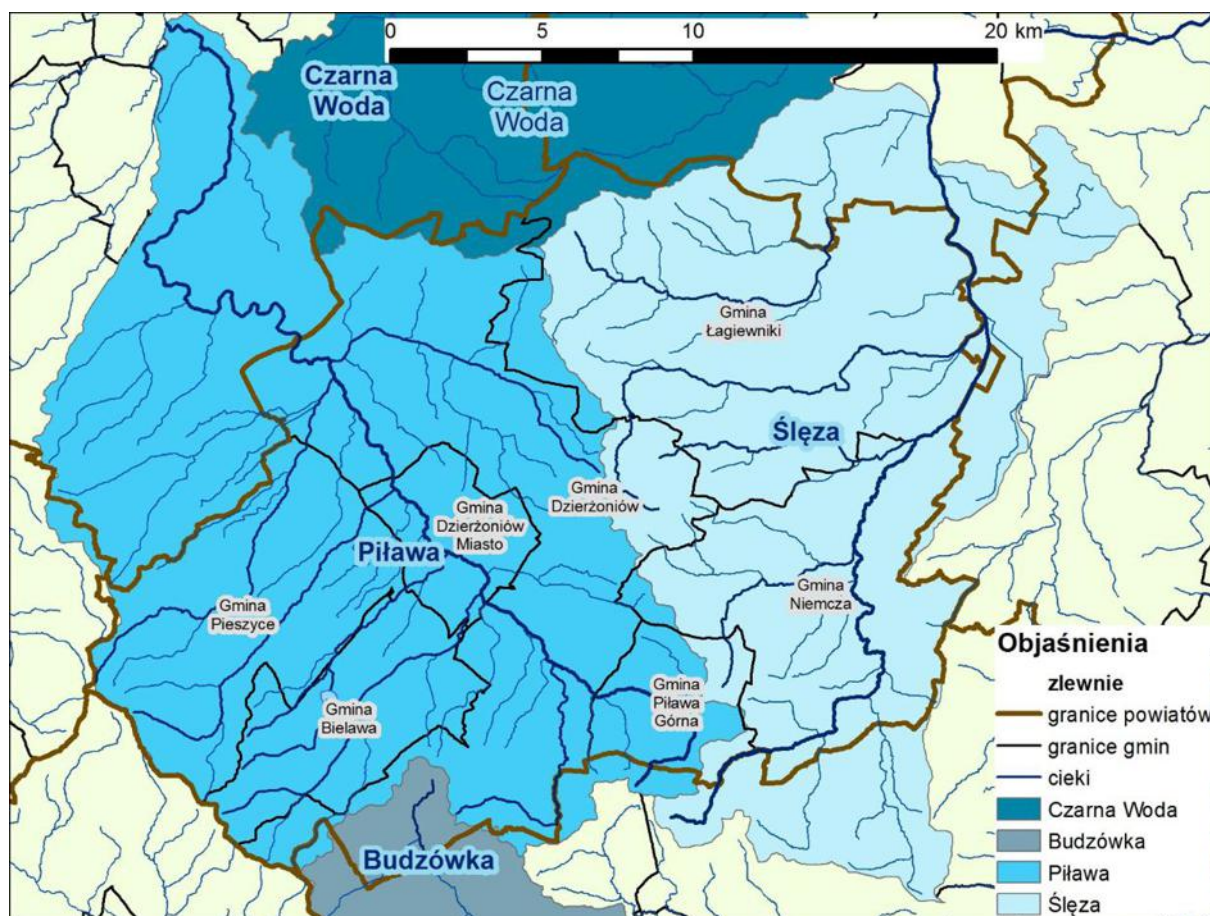 0 5 10 20 km
Czarna
Woda
Czarna
Woda
Gmina
Łagiewniki
Ślęza
Gmina
Dzierżoniów
Miasto
Gmina
Dzierżoniów
Piława
Gmina
Niemcza
Gmina
Pieszyce
Gmina
Bielawa
Gmina
Piława
Górna
Budzówka
Objaśnienia
zlewnie
granice powiatów
granice gmin
cieki
Czarna Woda
Budzówka
Piława
Ślęza